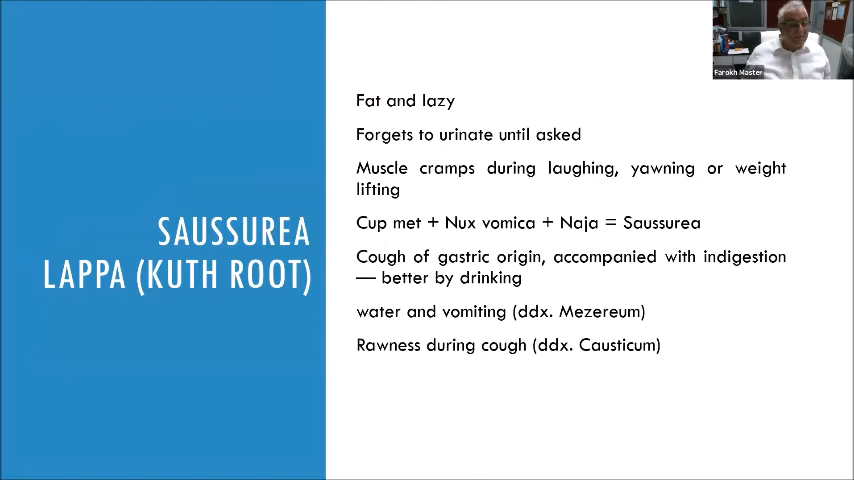 SAUSSUREA
LAPPA (KUTH ROOT)
Fat and lazy
Forgets to urinate until asked
Muscle cramps during laughing, yawning or weight
lifting
Cup met + Nux vomica + Naja = Saussurea
Cough of gastric origin, accompanied with indigestion
— better by drinking
water and vomiting (ddx. Mezereum)
Rawness during cough (ddx. Causticum)
Farokh Master